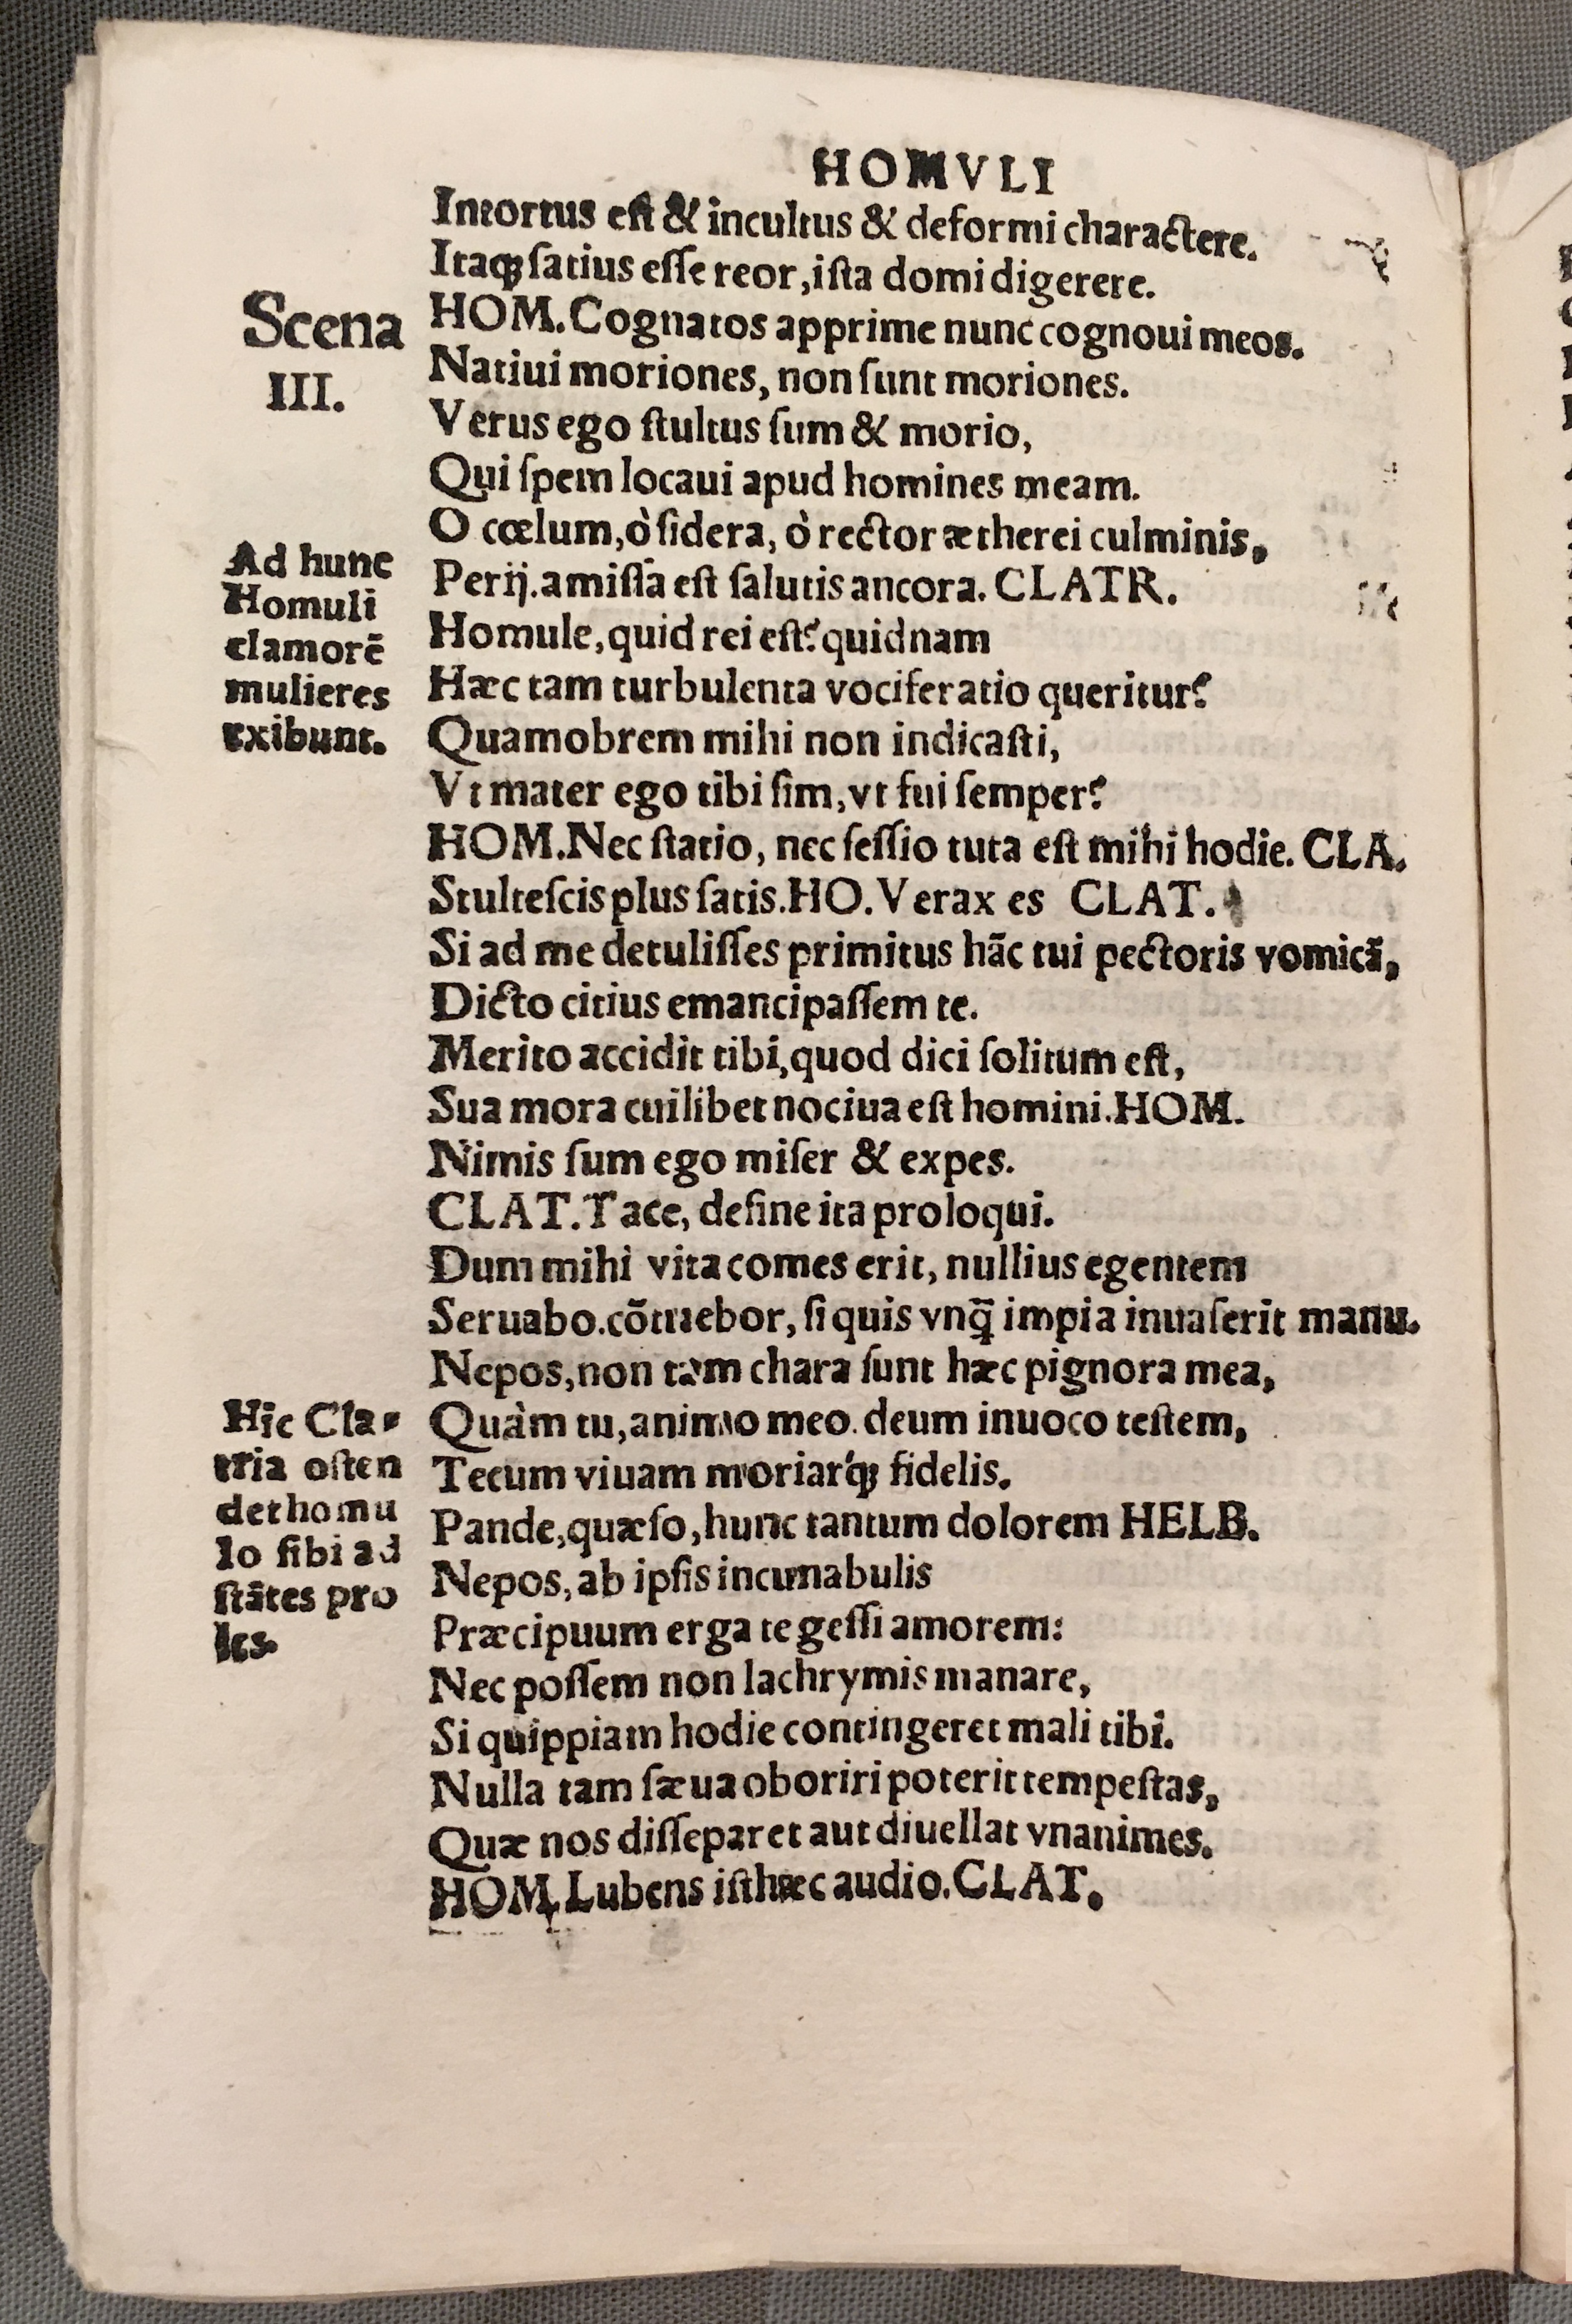 HOMVLI
Intortus eſt & incultus & deformi charactere.
Itaqꝫ ſatius eſſe reor, iſta domi digerere.
Scena
III.
HOM. Cognatos apprime nunc cognoui meos.
Natiui moriones, non ſunt moriones.
Verus ego ſtultus ſum & morio,
Qui ſpem locaui apud homines meam.
O cœlum, ò ſidera, ò rector ætherei culminis,
Ad hunc
Homuli
clamorē
mulieres
exibunt.
Perij. amiſſa eſt ſalutis ancora. CLATR.
Homule, quid rei eſt? quidnam
Hæc tam turbulenta vociferatio queritur?
Quamobrem mihi non indicaſti,
Vt mater ego tibi ſim, vt fui ſemper?
HOM. Nec ſtatio, nec ſeſſio tuta eſt mihi hodie. CLA.
Stulteſcis plus ſatis. HO. Verax es CLAT.
Si ad me detuliſſes primitus hāc tui pectoris vomicā,
Dicto citius emancipaſſem te.
Merito accidit tibi, quod dici ſolitum eſt,
Sua mora cuilibet nociua eſt homini. HOM.
Nimis ſum ego miſer & expes.
CLAT. Tace, deſine ita proloqui.
Dum mihi vita comes erit, nullius egentem
Seruabo. cōtuebor, ſi quis vnq̃ impia inuaſerit manu.
Nepos, non tam chara ſunt hæc pignora mea,
Hīc Cla-
tria oſten
det homu
lo ſibi ad
ſtātes pro
les.
Quàm tu, animo meo. deum inuoco teſtem,
Tecum viuam moriarq́ꝫ fidelis.
Pande, quæſo, hunc tantum dolorem HELB.
Nepos, ab ipſis incunabulis
Præcipuum erga te geſſi amorem:
Nec poſſem non lachrymis manare,
Si quippiam hodie contingeret mali tibi.
Nulla tam ſæua oboriri poterit tempeſtas,
Quæ nos diſſeparet aut diuellat vnanimes.
HOM. Lubens iſthæc audio. CLAT.